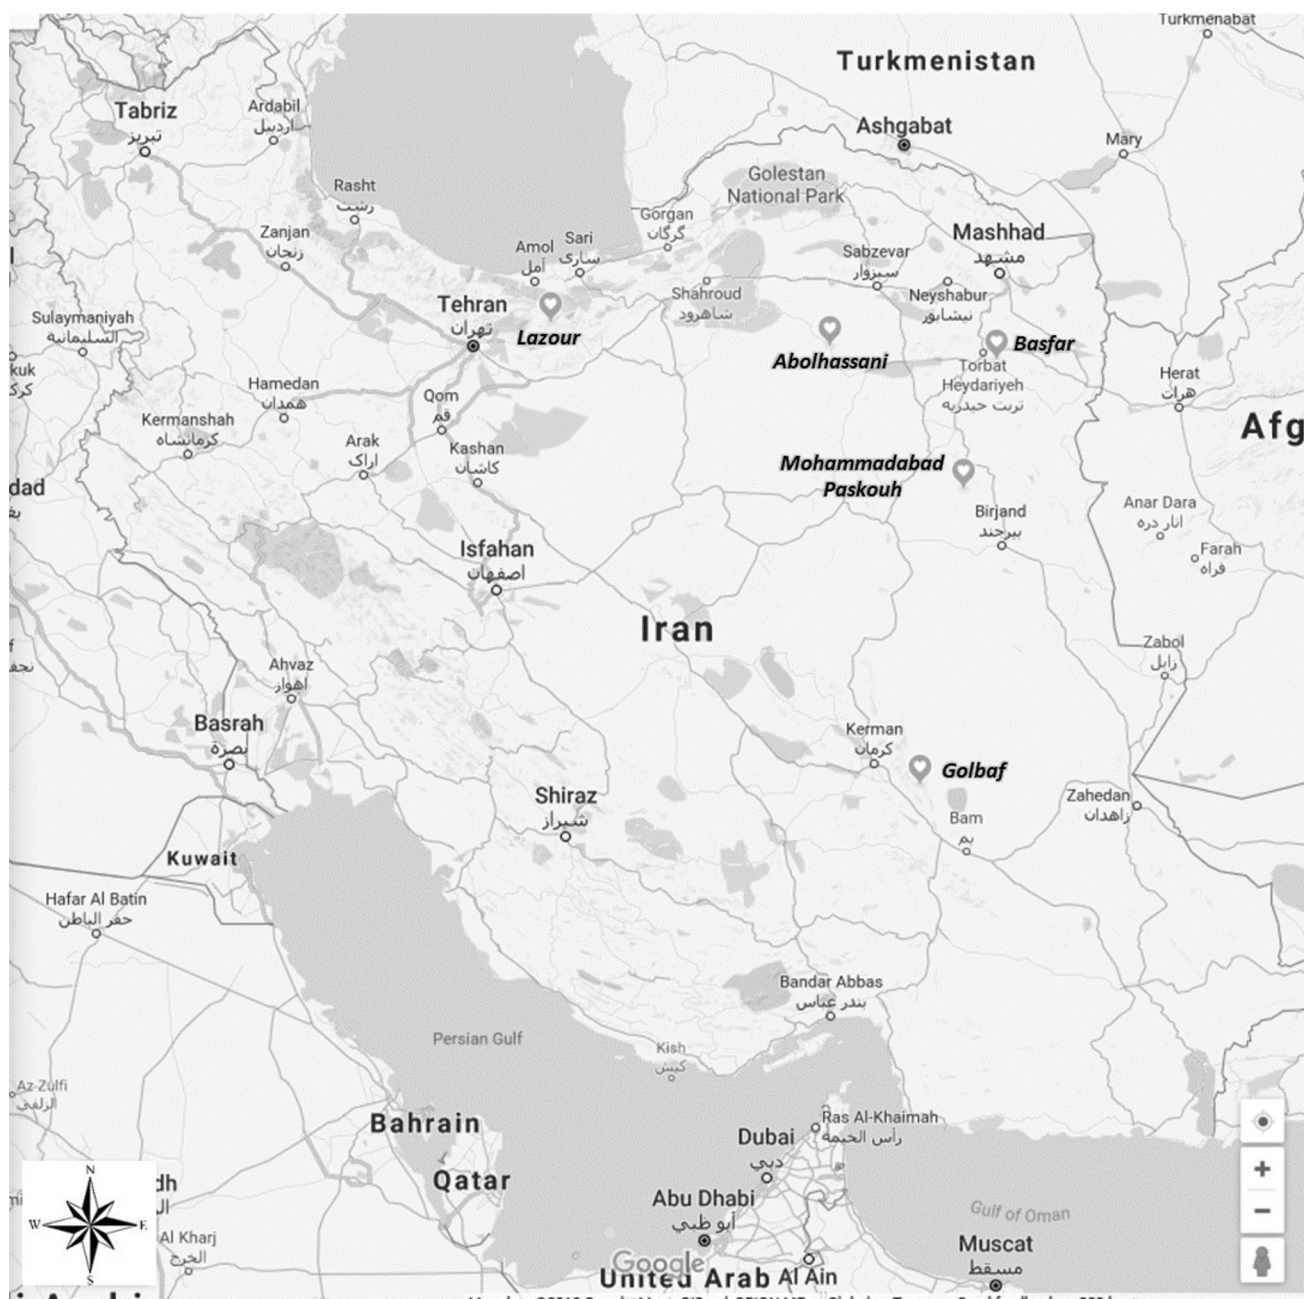 Turkmenabat
Turkmenistan
Tabriz
تبریز
Ardabil
اردبیل
Ashgabat
Mary
Rasht
رشت
Golestan
National Park
Gorgan
گرگان
Zanjan
زنجان
Amol
آمل
Sari
ساری
Sabzevar
سبزوار
Mashhad
مشهد
Shahroud
شاهرود
Neyshabur
نیشابور
Tehran
تهران
Lazour
Sulaymaniyah
السليمانية
Abolhassani
Basfar
Torbat
Heydariyeh
تربت حیدریه
Herat
هرات
kuk
Hamedan
همدان
Qom
قم
Kermanshah
کرمانشاه
Arak
اراک
Kashan
کاشان
Afg
dad
Mohammadabad
Paskouh
Birjand
بیرجند
Anar Dara
انار دره
Farah
فراه
Isfahan
اصفهان
Iran
Zabol
زابل
Ahvaz
اهواز
Basrah
بصرة
Kerman
کرمان
Golbaf
Shiraz
شیراز
Bam
بم
Zahedan
زاهدان
Kuwait
Hafar Al Batin
حفر الباطن
Bandar Abbas
بندر عباس
Persian Gulf
Kish
کیش
Az-Zulfi
الزلفي
Bahrain
Ras Al-Khaimah
رأس الخيمة
Dubai
دبي
Qatar
Abu Dhabi
أبو ظبي
Gulf of Oman
N
W E
S
dh
Al Kharj
الخرج
Muscat
مسقط
Google
United Arab
Al Ain